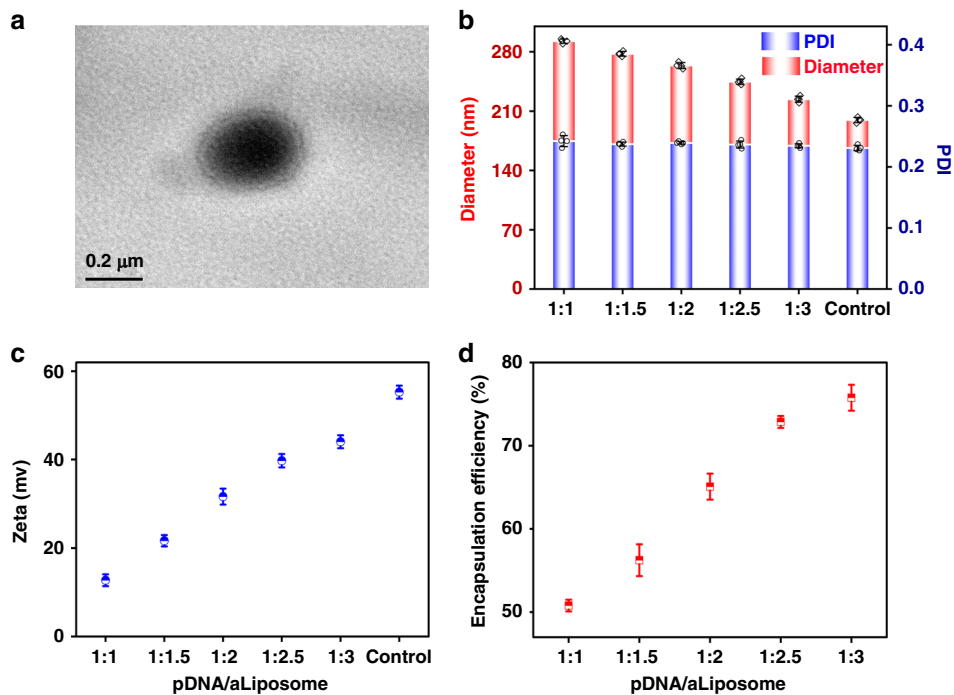 a
0.2 μm
b
280
210
140
70
0
Diameter (nm)
PDI
Diameter
0.4
0.3
0.2
0.1
0.0
PDI
1:1 1:1.5 1:2 1:2.5 1:3 Control
c
60
40
20
0
Zeta (mv)
1:1 1:1.5 1:2 1:2.5 1:3 Control
pDNA/aLiposome
d
80
70
60
50
Encapsulation efficiency (%)
1:1 1:1.5 1:2 1:2.5 1:3
pDNA/aLiposome